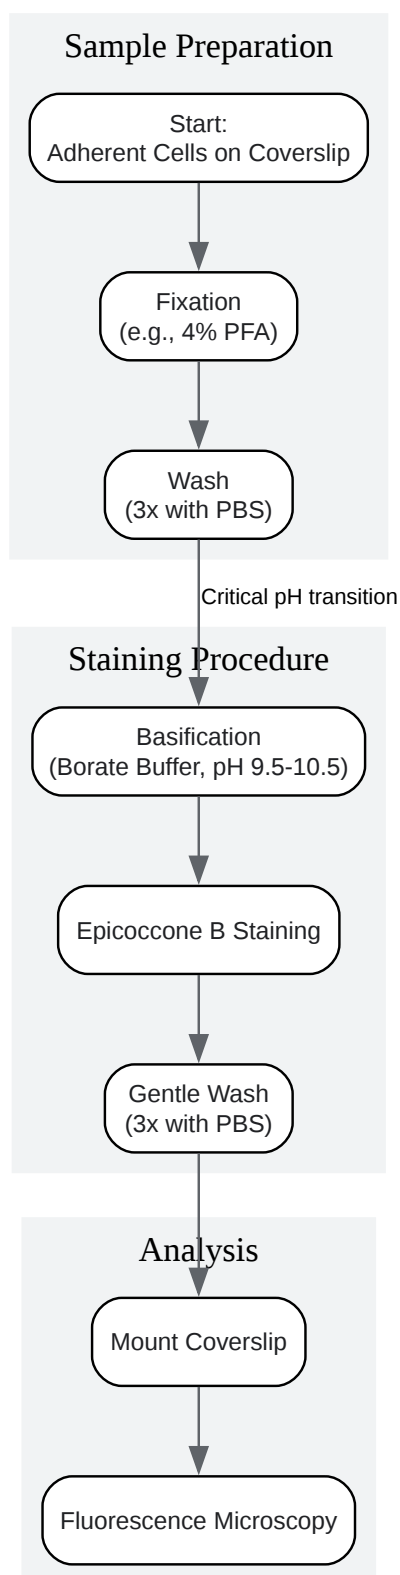 Sample Preparation
Start:
Adherent Cells on Coverslip
Fixation
(e.g., 4% PFA)
Wash
(3x with PBS)
Critical pH transition
Staining Procedure
Basification
(Borate Buffer, pH 9.5-10.5)
Epicoccone B Staining
Gentle Wash
(3x with PBS)
Analysis
Mount Coverslip
Fluorescence Microscopy